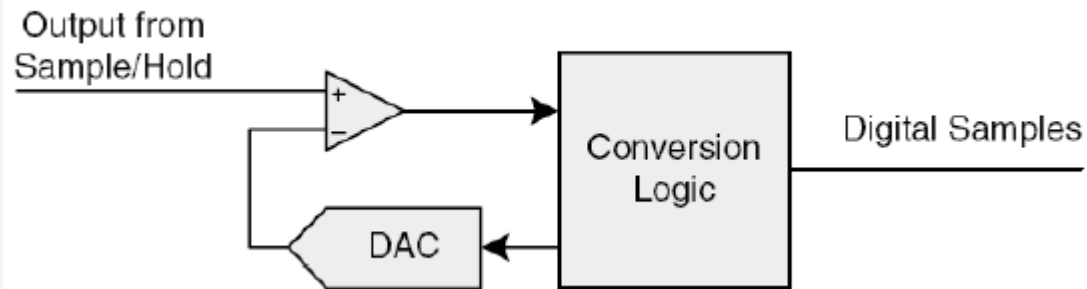 Output from
Sample/Hold
+
−
Conversion
Logic
Digital Samples
DAC